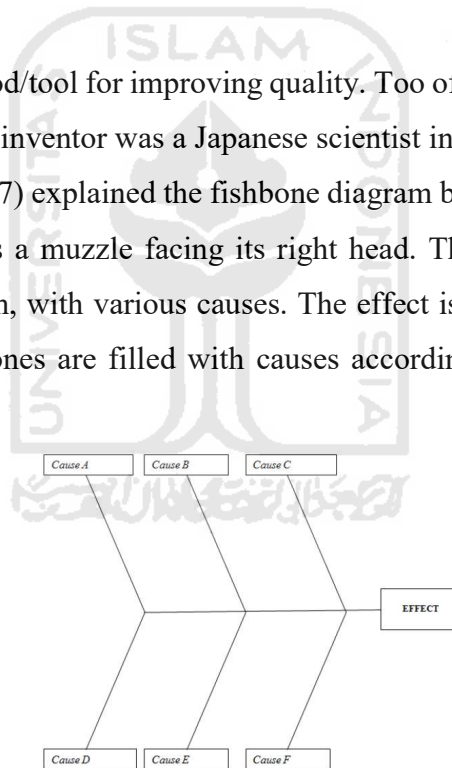 ISLAM
UNIVERSITAS
INDONESIA
od/tool for improving quality. Too of
inventor was a Japanese scientist in
7) explained the fishbone diagram b
s a muzzle facing its right head. Th
n, with various causes. The effect is
ones are filled with causes accordin
Cause A
Cause B
Cause C
EFFECT
Cause D
Cause E
Cause F